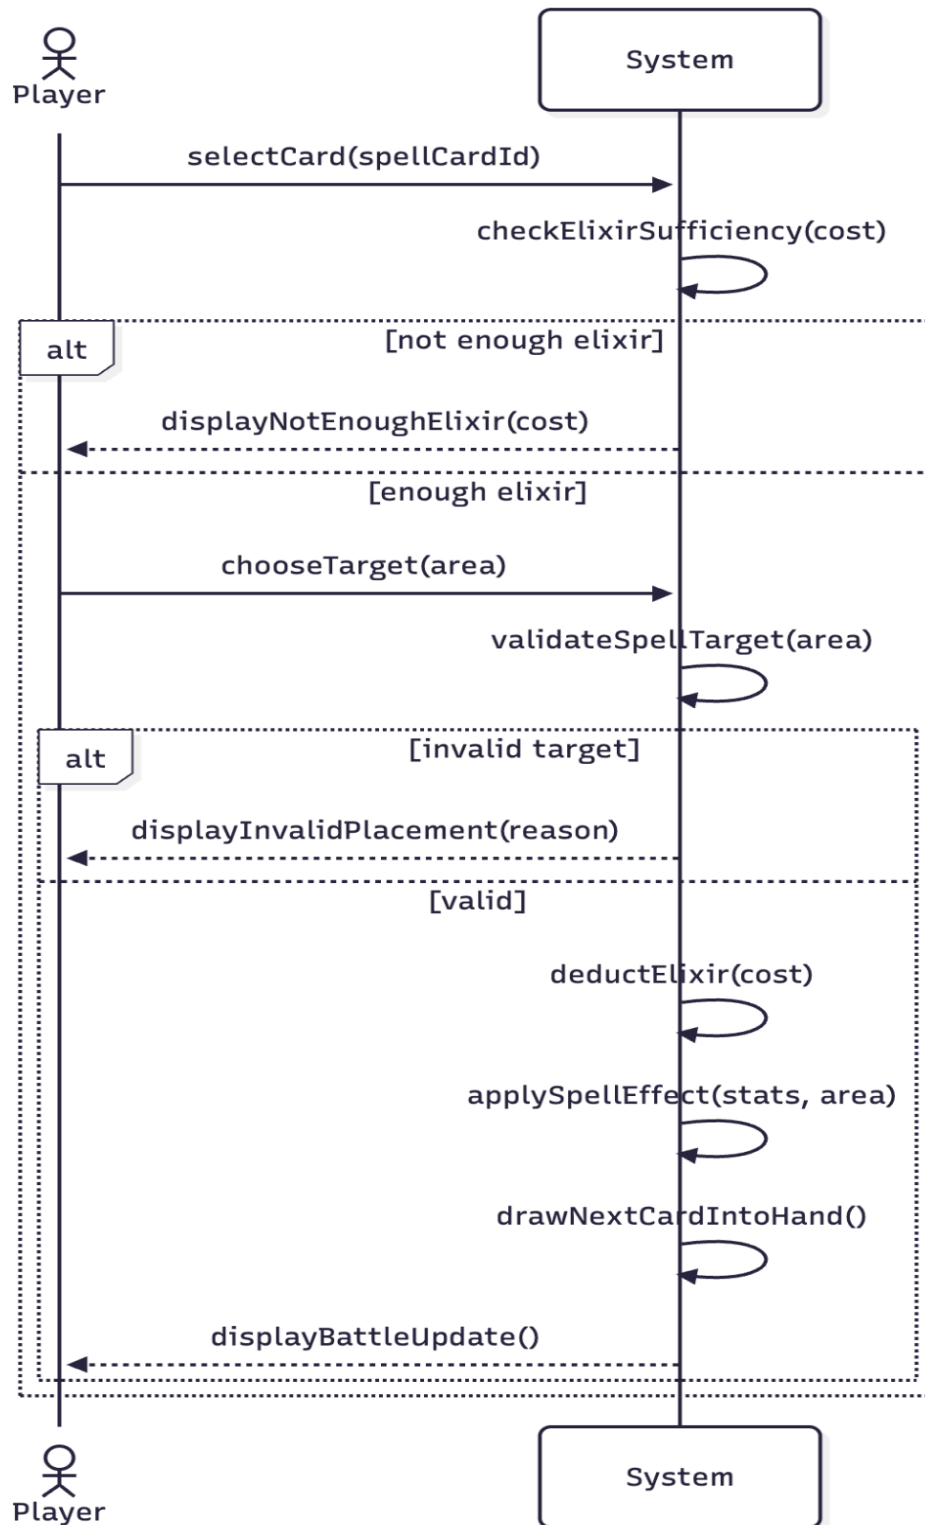 System
Player
selectCard(spellCardId)
checkElixirSufficiency(cost)
alt
[not enough elixir]
displayNotEnoughElixir(cost)
[enough elixir]
chooseTarget(area)
validateSpellTarget(area)
alt
[invalid target]
displayInvalidPlacement(reason)
[valid]
deductElixir(cost)
applySpellEffect(stats, area)
drawNextCardIntoHand()
displayBattleUpdate()
System
Player